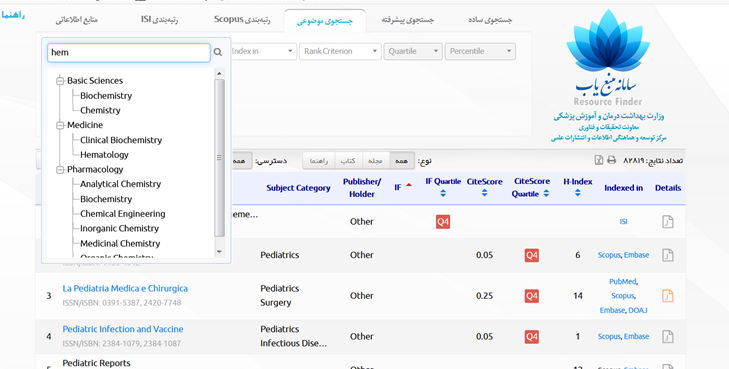 راهنما
جستجوی ساده
جستجوی پیشرفته
جستجوی موضوعی
رتبه‌بندی Scopus
رتبه‌بندی ISI
منابع اطلاعاتی
hem
Index in
Rank Criterion
Quartile
Percentile
Basic Sciences
Biochemistry
Chemistry
Medicine
Clinical Biochemistry
Hematology
Pharmacology
Analytical Chemistry
Biochemistry
Chemical Engineering
Inorganic Chemistry
Medicinal Chemistry
Organic Chemistry
سامانه منبع یاب
Resource Finder
وزارت بهداشت درمان و آموزش پزشکی
معاونت تحقیقات و فناوری
مرکز توسعه و هماهنگی اطلاعات و انتشارات علمی
تعداد نتایج: ۸۲۸۱۹
نوع: همه مجله کتاب راهنما
دسترسی: همه
Subject Category Publisher/Holder IF IF Quartile CiteScore CiteScore Quartile H-Index Indexed in Details
eme... Other Q4 ISI
Pediatrics Other 0.05 Q4 6 Scopus, Embase
3 La Pediatria Medica e Chirurgica
ISSN/ISBN: 0391-5387, 2420-7748
Pediatrics
Surgery
Other 0.25 Q4 14 PubMed, Scopus, Embase, DOAJ
4 Pediatric Infection and Vaccine
ISSN/ISBN: 2384-1079, 2384-1087
Pediatrics
Infectious Dise...
Other 0.05 Q4 1 Scopus, Embase
Pediatric Reports